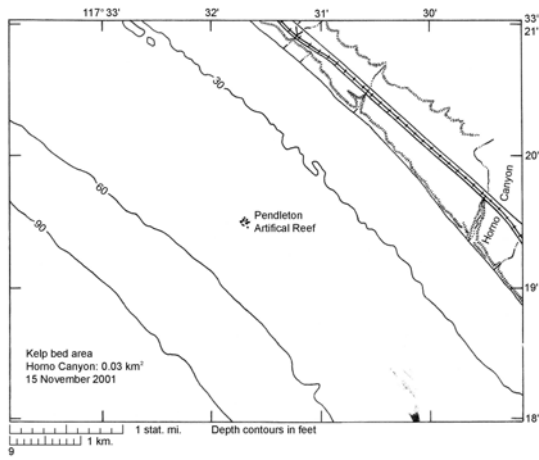 117° 33'
32'
31'
30'
33°
21'
30
20'
Horno Canyon
60
Pendleton
Artifical Reef
90
19'
Kelp bed area
Horno Canyon: 0.03 km²
15 November 2001
18'
1 stat. mi.
Depth contours in feet
1 km.
9